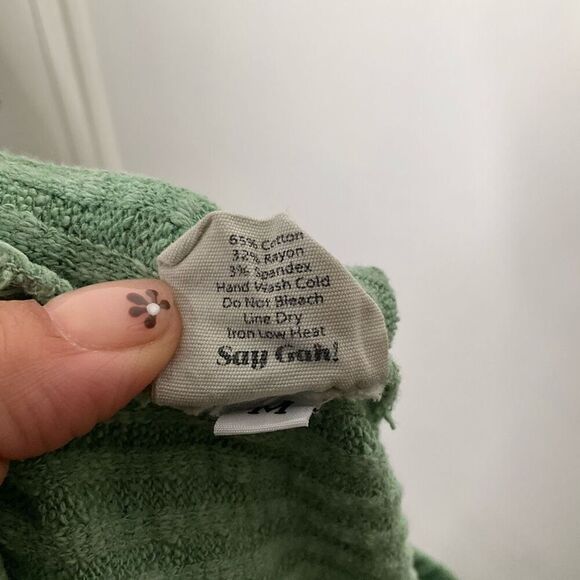 65% Cotton
32% Rayon
3% Spandex
Hand Wash Cold
Do Not Bleach
Line Dry
Iron Low Heat
Say Gah!
M